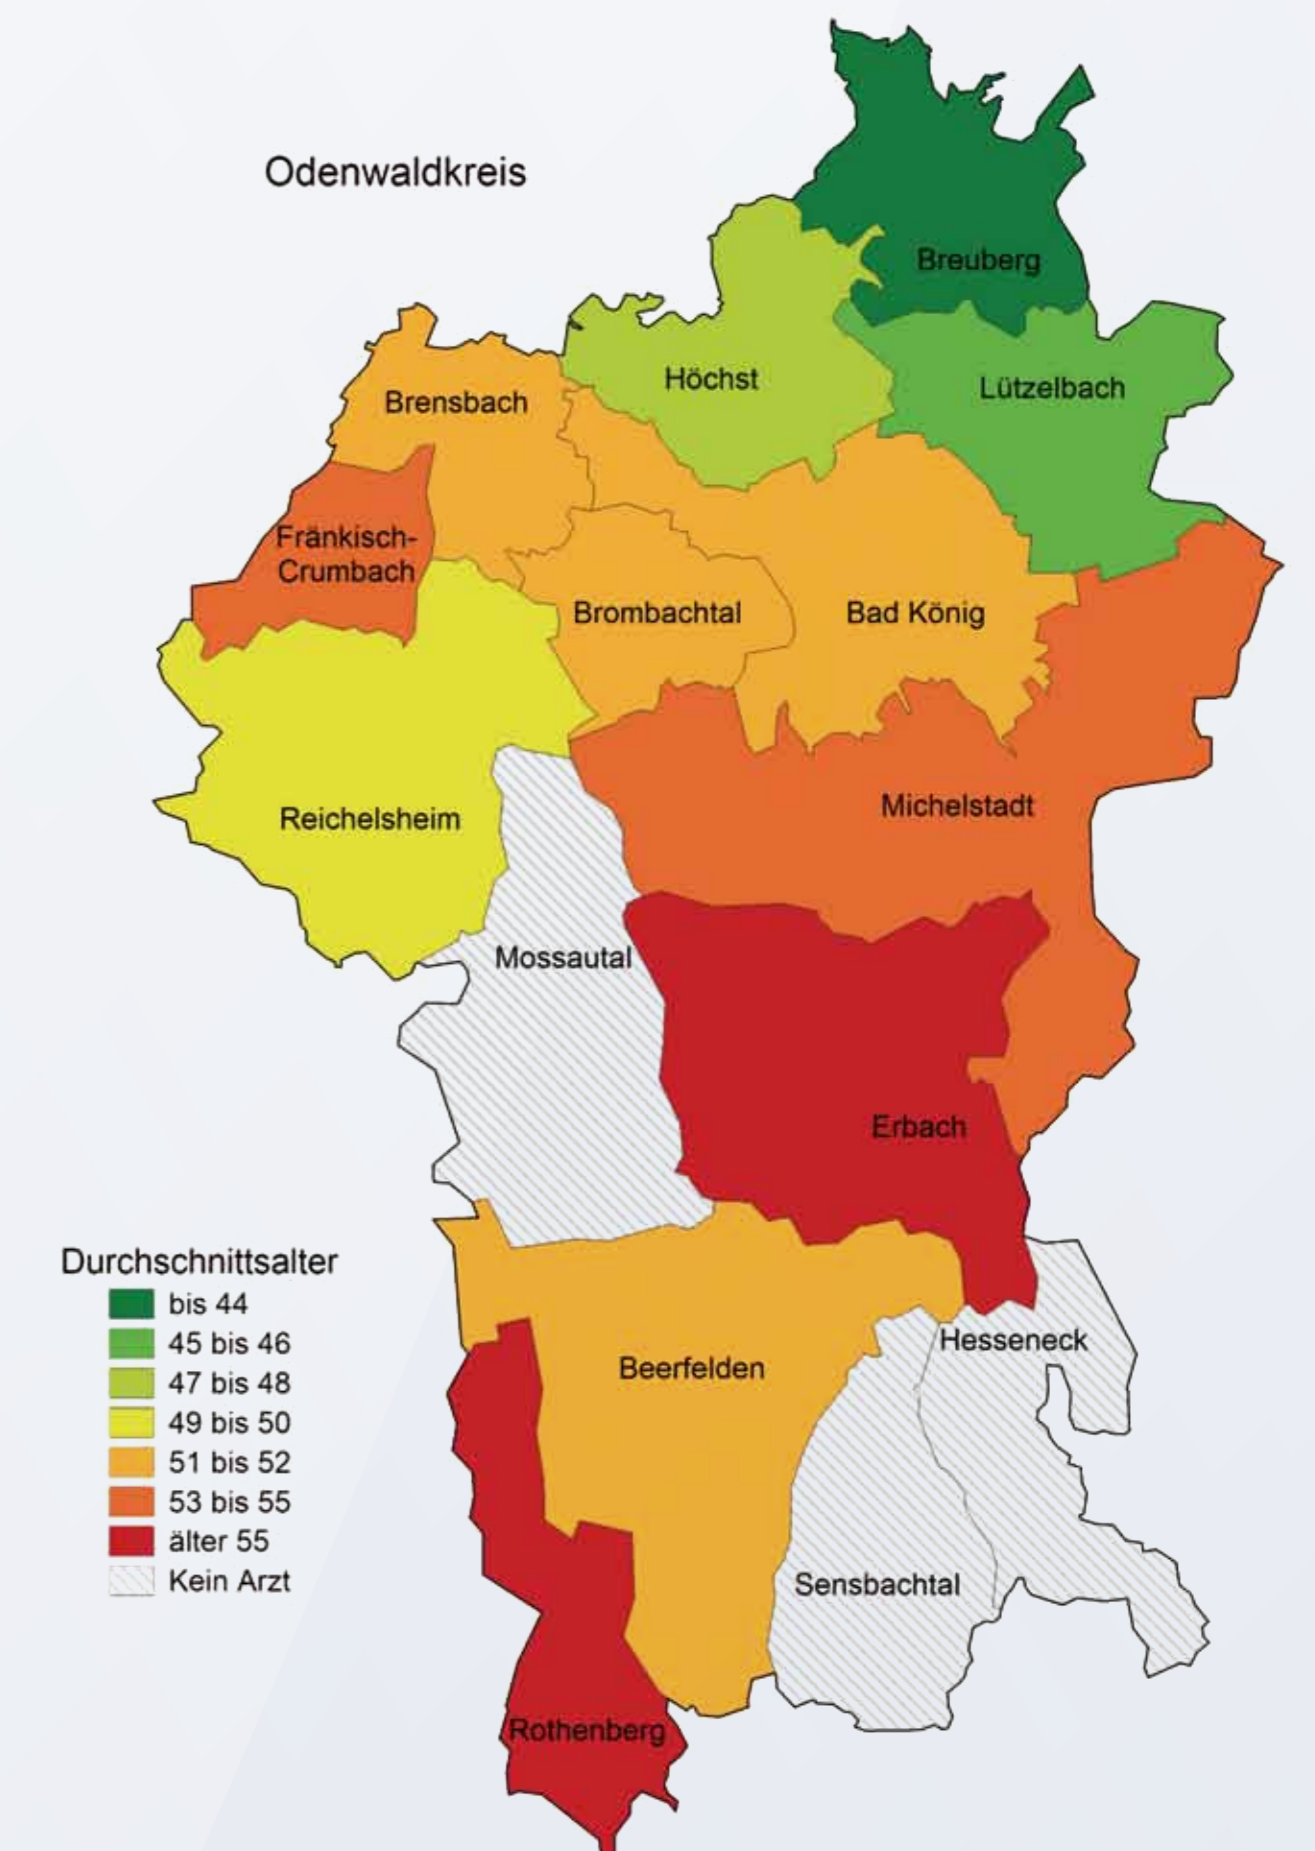 Odenwaldkreis
Breuberg
Höchst
Lützelbach
Brensbach
Fränkisch-
Crumbach
Brombachtal
Bad König
Michelstadt
Reichelsheim
Mossautal
Erbach
Durchschnittsalter
bis 44
45 bis 46
47 bis 48
49 bis 50
51 bis 52
53 bis 55
älter 55
Kein Arzt
Hesseneck
Beerfelden
Sensbachtal
Rothenberg